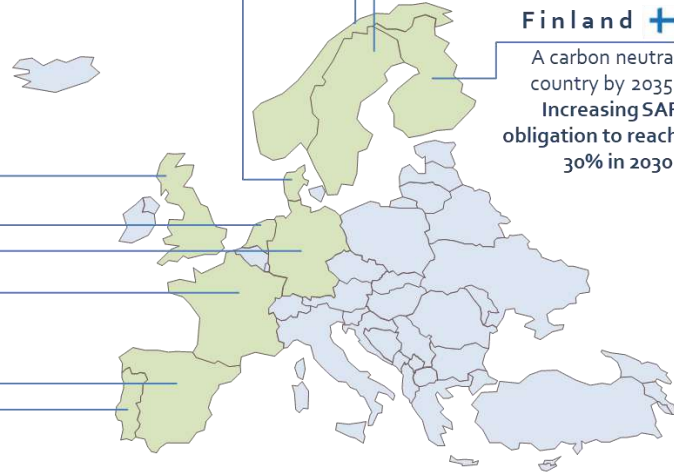 Finland
A carbon neutra
country by 2035
Increasing SAF
obligation to reach
30% in 2030